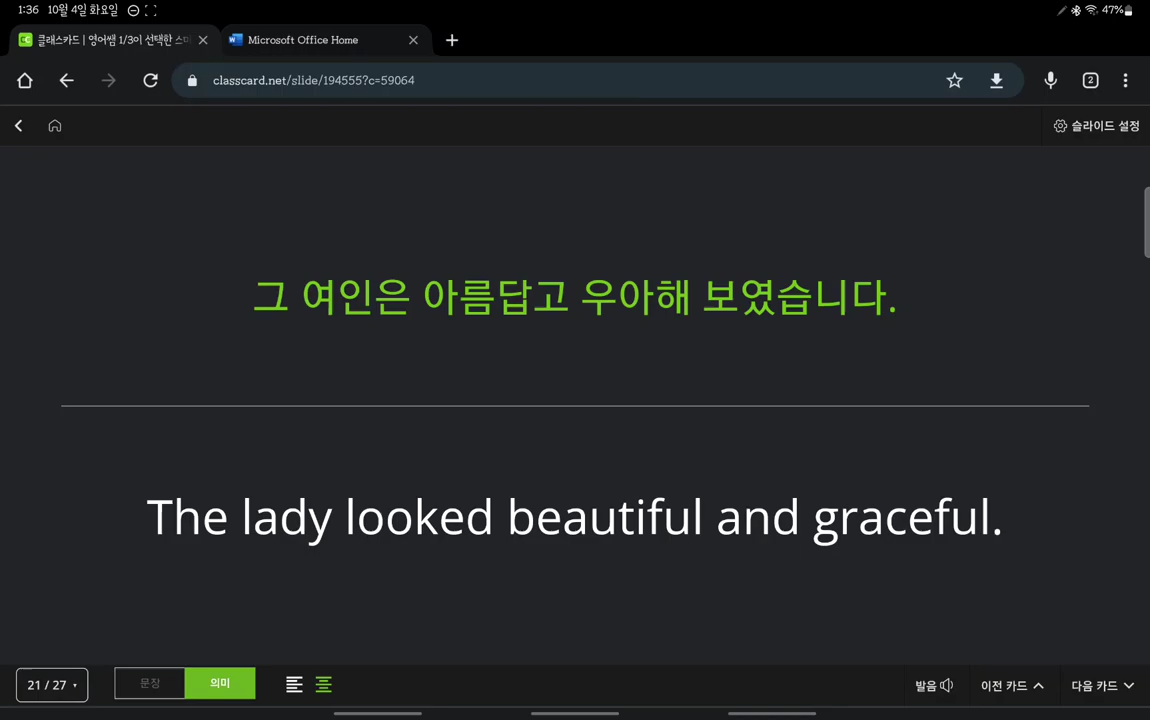 1:36 10월 4일 화요일 47%
클래스카드 | 영어쌤 1/3이 선택한 스마 Microsoft Office Home
classcard.net/slide/194555?c=59064 2
슬라이드 설정
그 여인은 아름답고 우아해 보였습니다.
The lady looked beautiful and graceful.
21 / 27 문장 의미 발음 이전 카드 다음 카드